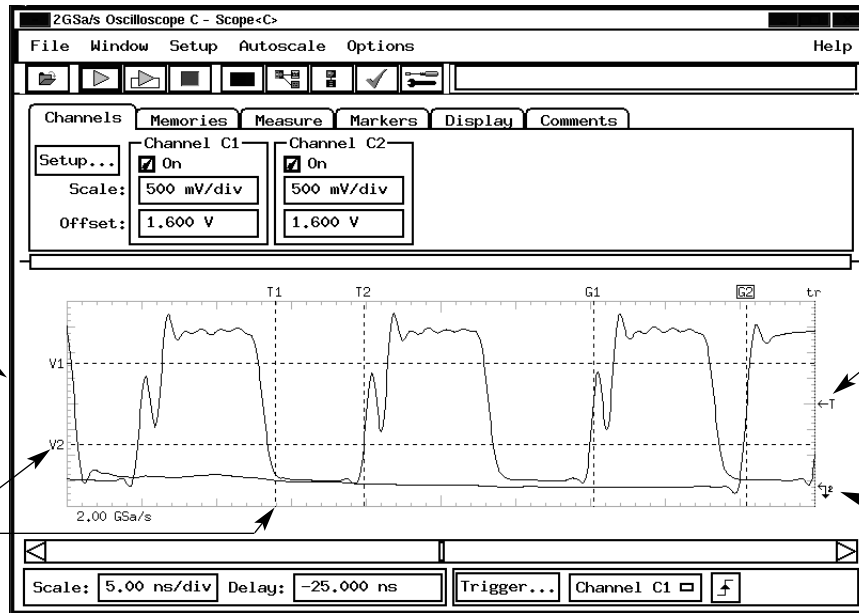 2GSa/s Oscilloscope C - Scope<C>
File Window Setup Autoscale Options Help
Channels Memories Measure Markers Display Comments
Setup...
Channel C1 Channel C2
On On
Scale: 500 mV/div 500 mV/div
Offset: 1.600 V 1.600 V
T1 T2 G1 G2 tr
V1
←T
V2
2.00 GSa/s
Scale: 5.00 ns/div Delay: -25.000 ns Trigger... Channel C1